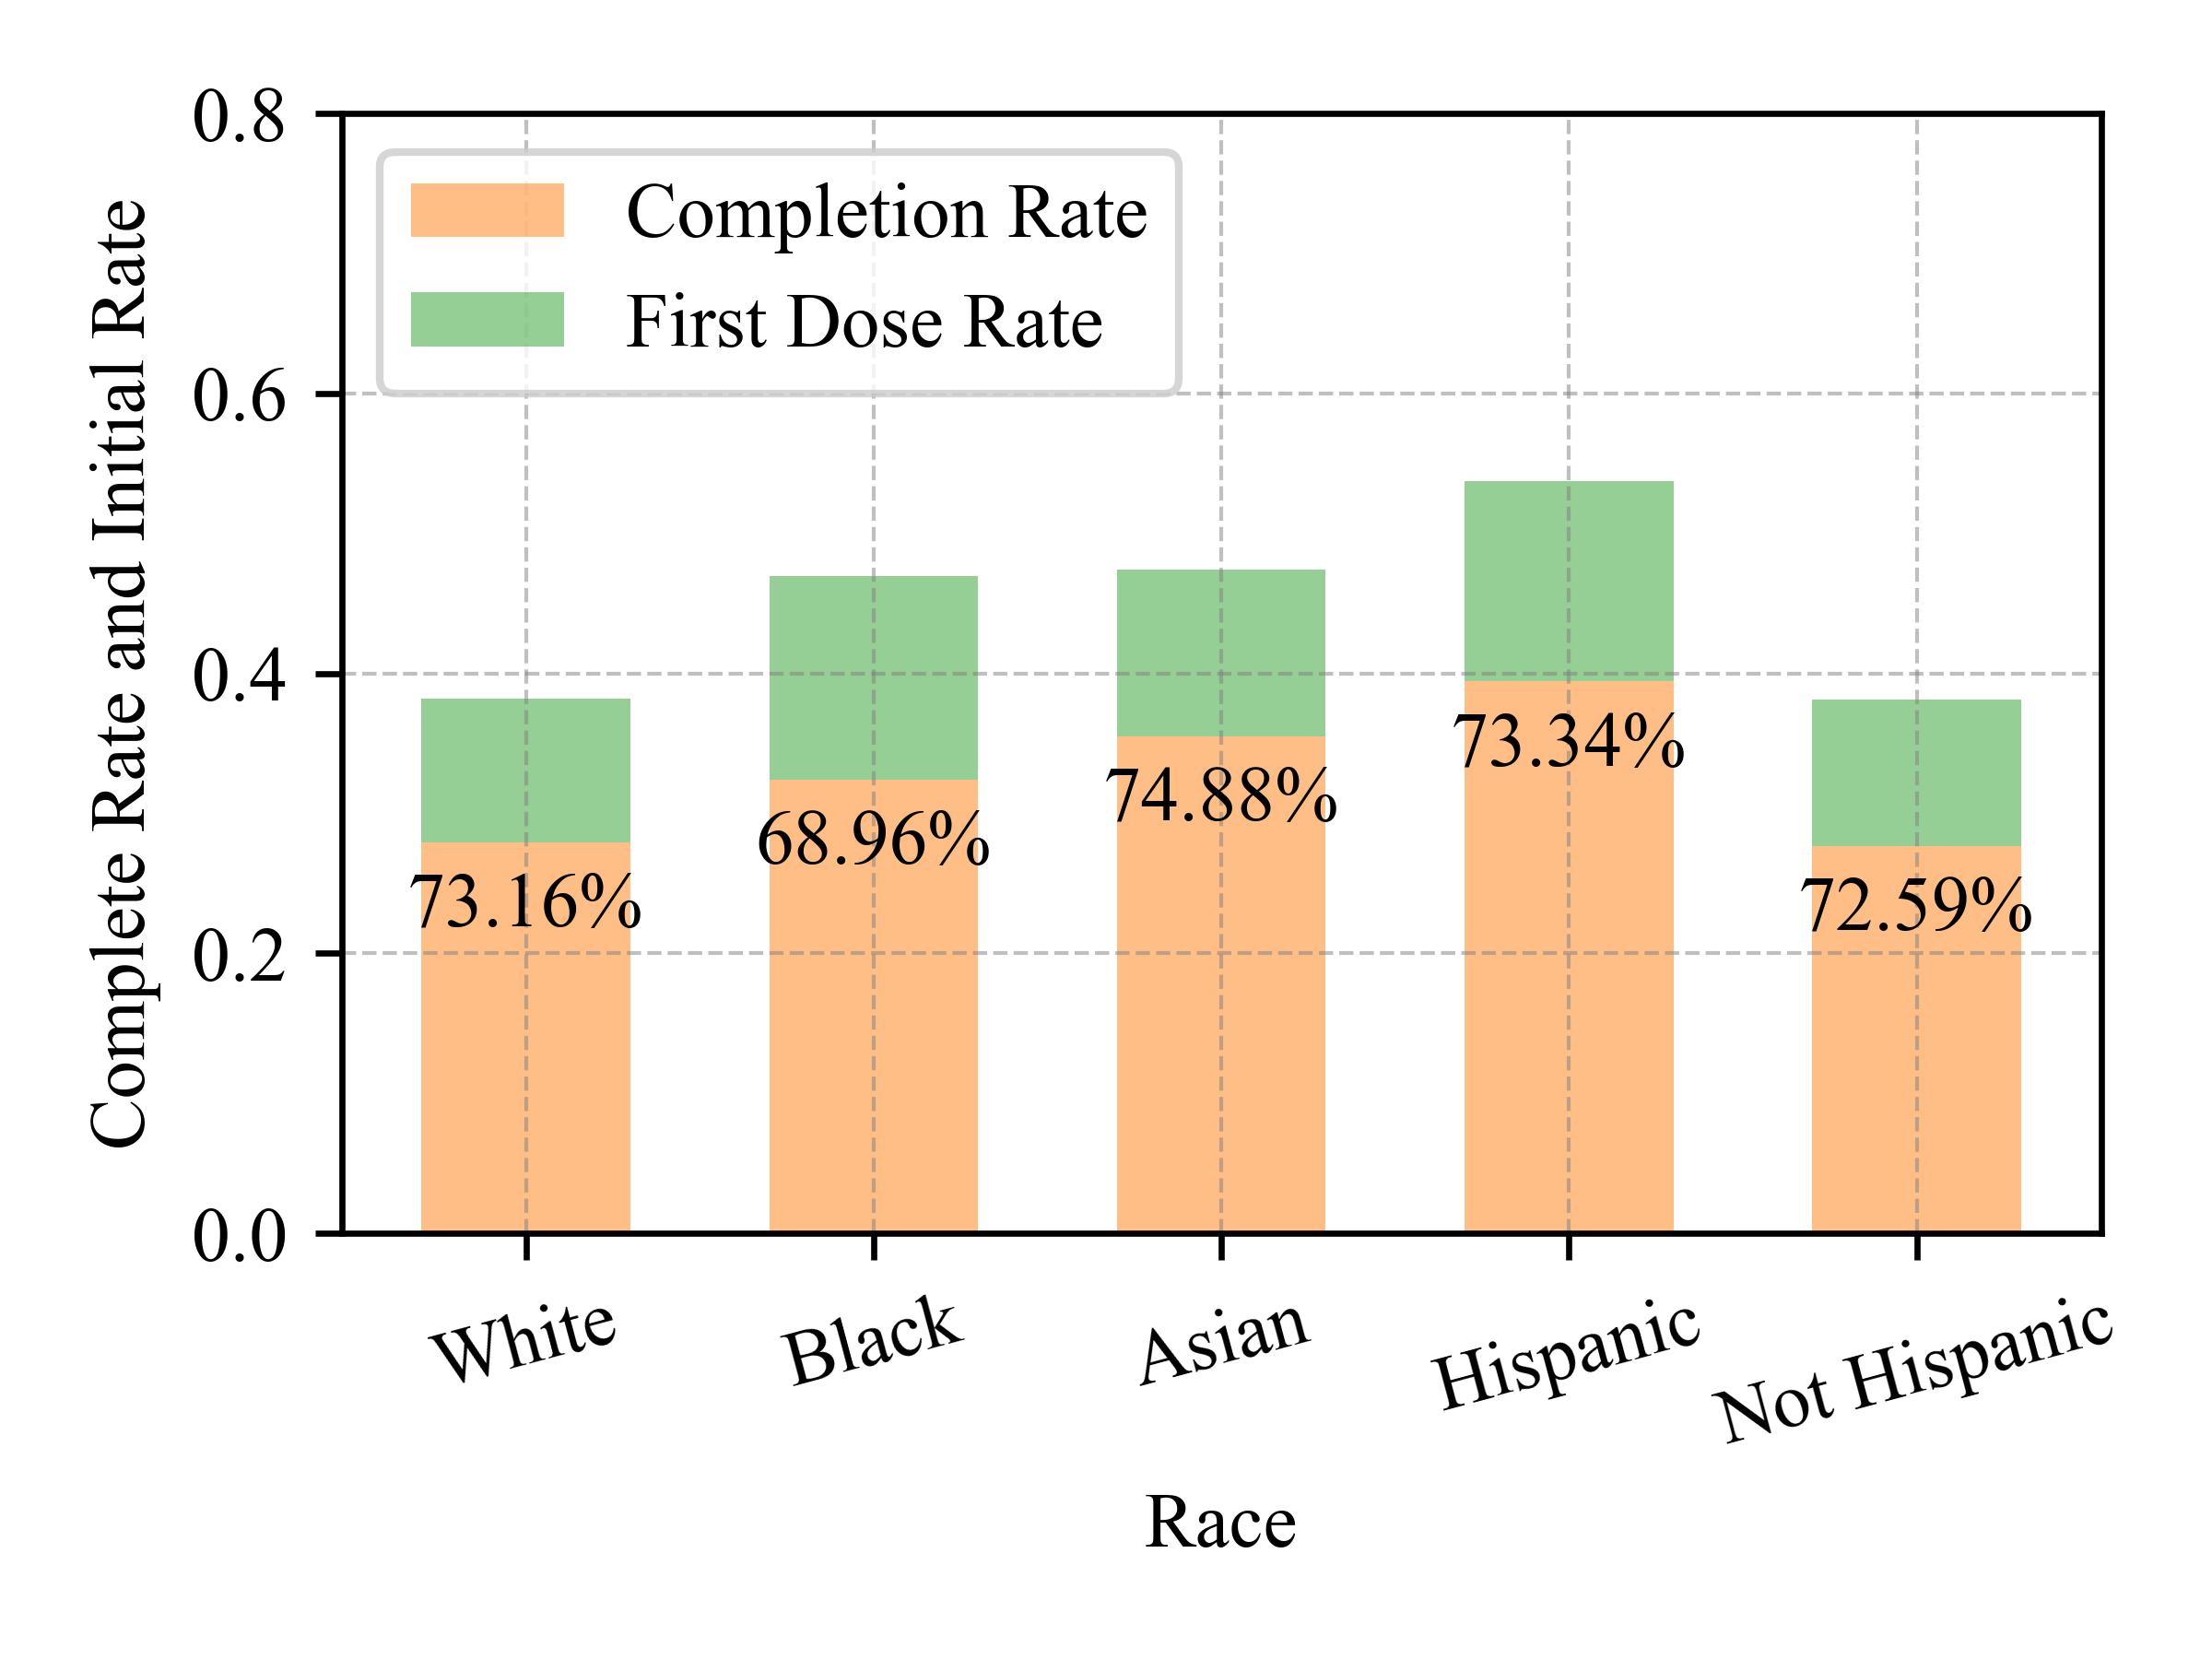 Complete Rate and Initial Rate
0.8
0.6
0.4
0.2
0.0
Completion Rate
First Dose Rate
73.16%
68.96%
74.88%
73.34%
72.59%
White
Black
Asian
Hispanic
Not Hispanic
Race